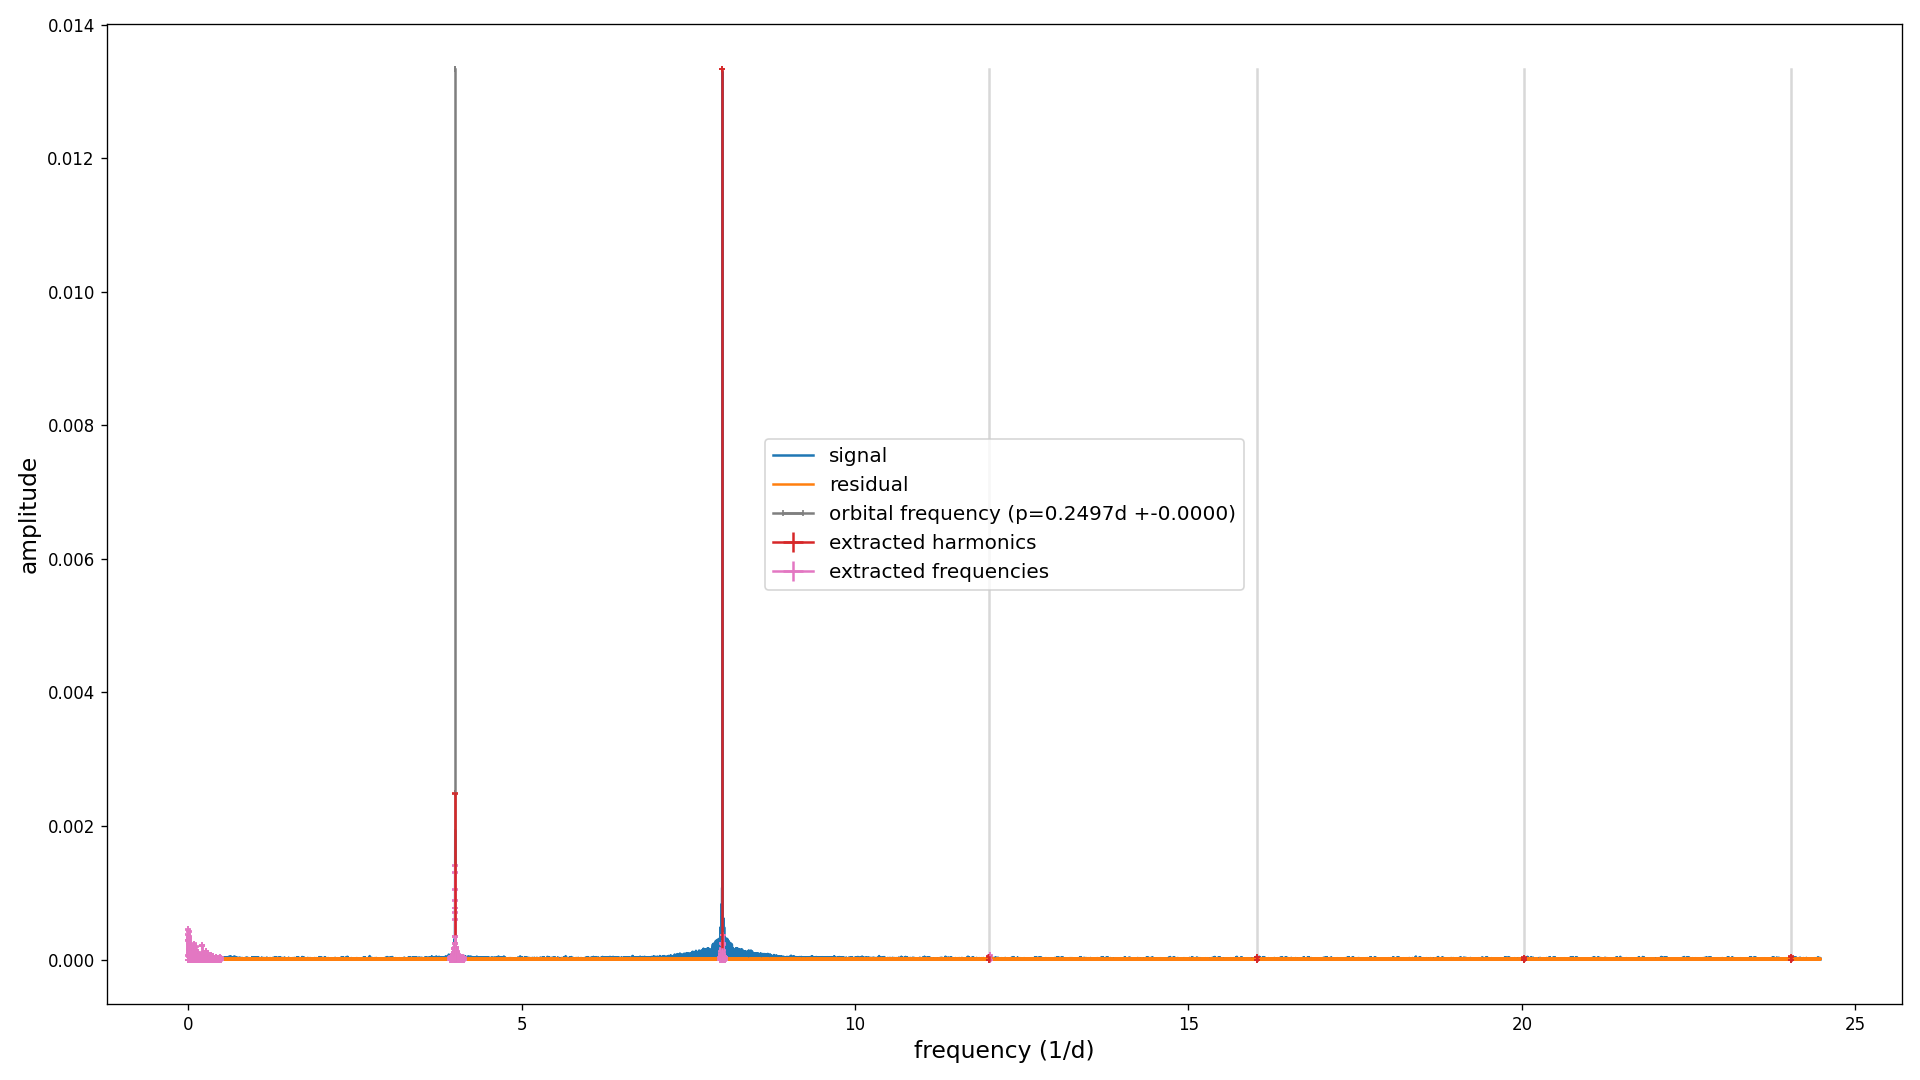 0.014
0.012
0.010
0.008
0.006
0.004
0.002
0.000
amplitude
signal
residual
orbital frequency (p=0.2497d +-0.0000)
extracted harmonics
extracted frequencies
0 5 10 15 20 25
frequency (1/d)